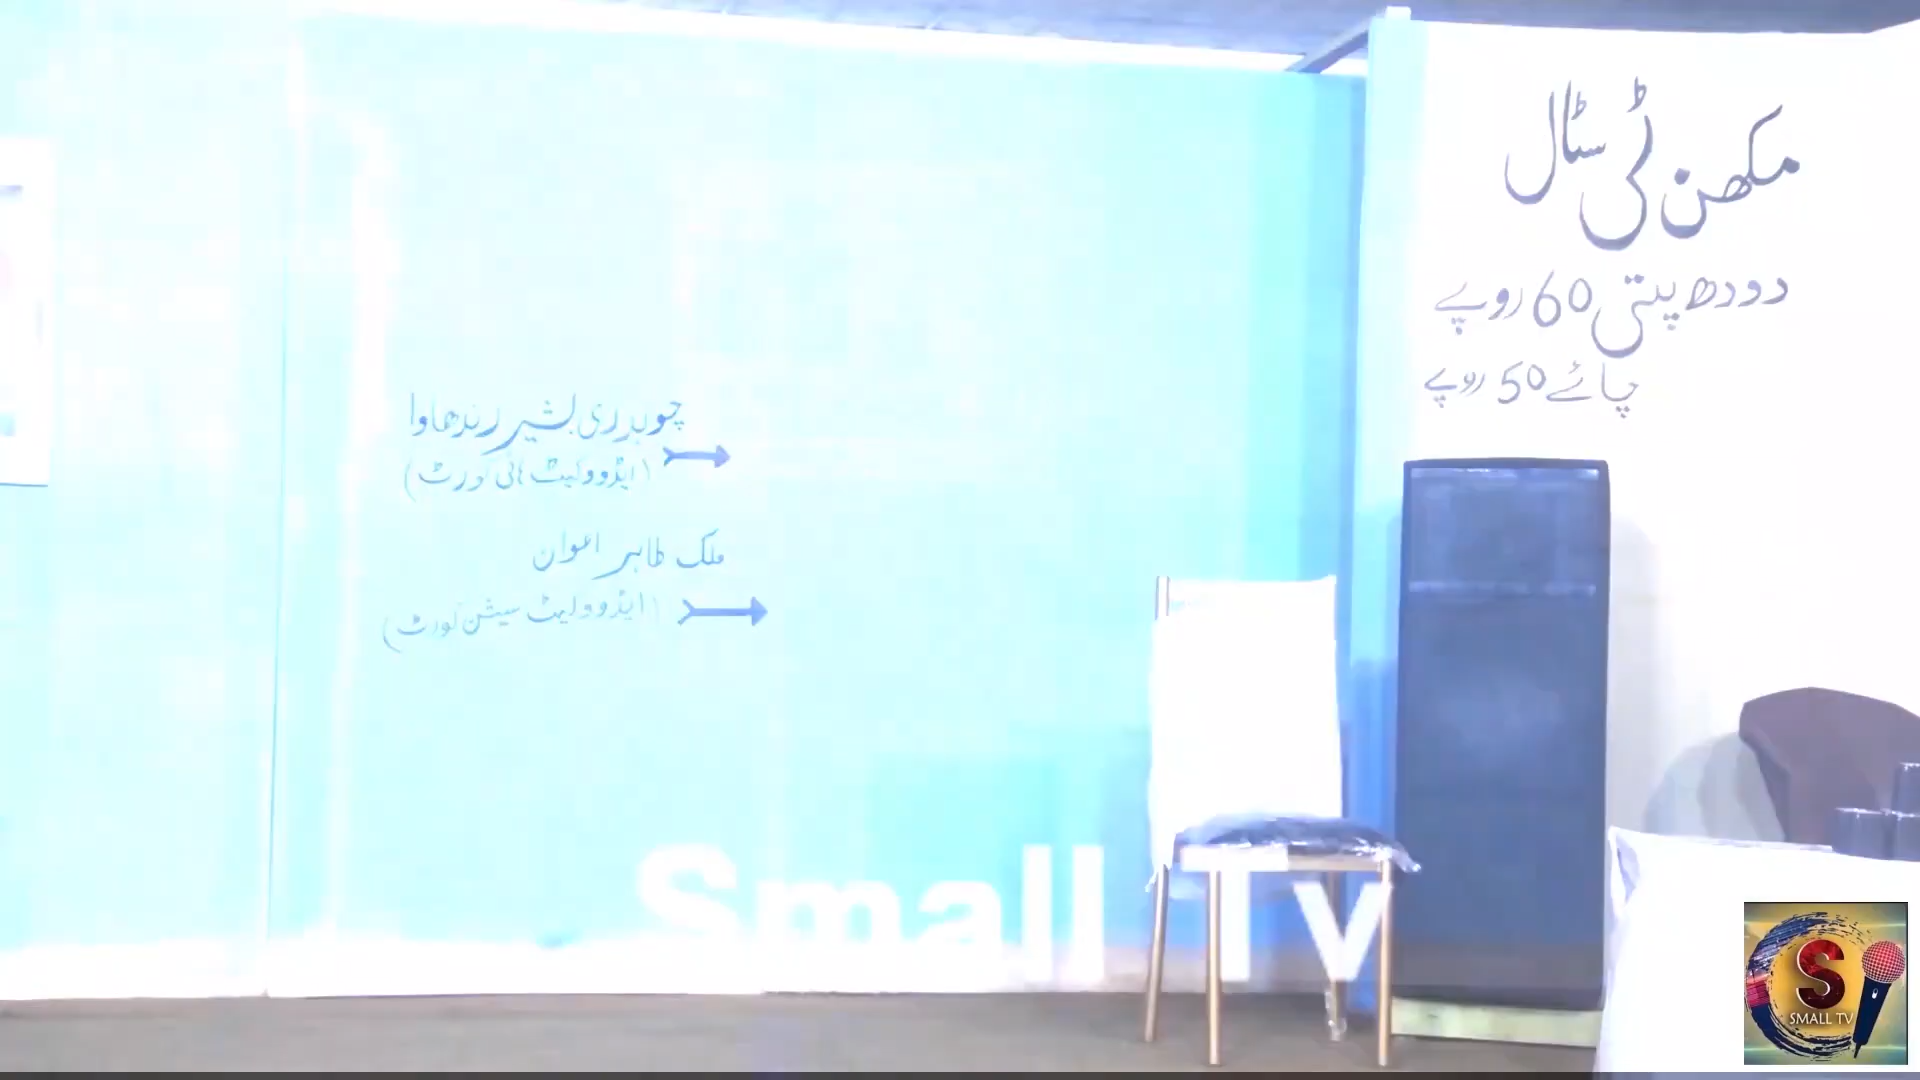 مکھن ٹی سٹال
دودھ پتی 60 روپے
چائے 50 روپے
چوہدری بشیر رندھاوا
(ایڈووکیٹ ہائی کورٹ)
ملک طاہر اعوان
(ایڈووکیٹ سیشن کورٹ)
Small Tv
S
SMALL TV